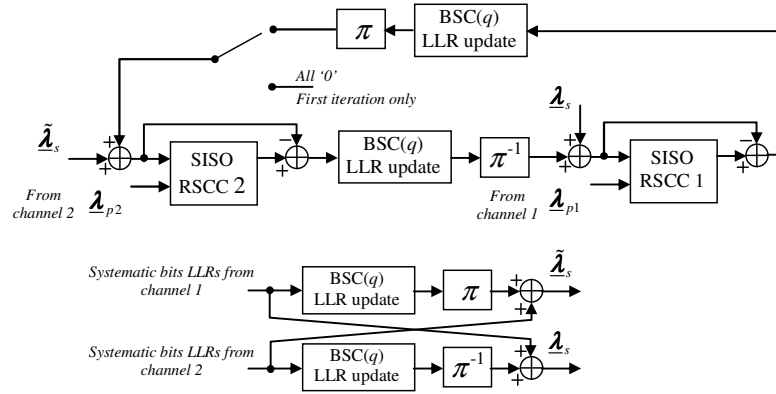 BSC(q)
LLR update
π
All ‘0’
First iteration only
λ̃s
+
+
−
+
SISO
RSCC 2
From
channel 2
λp2
BSC(q)
LLR update
π-1
λs
+
+
−
+
SISO
RSCC 1
From
channel 1
λp1
Systematic bits LLRs from
channel 1
BSC(q)
LLR update
π
+
+
λ̃s
Systematic bits LLRs from
channel 2
BSC(q)
LLR update
π-1
+
+
λs